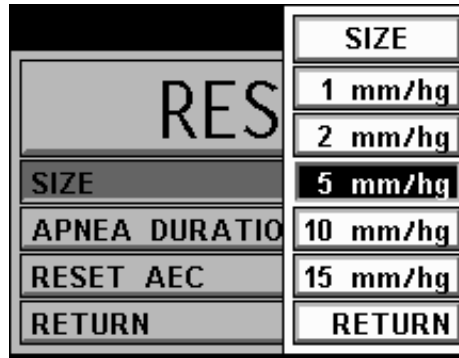 RES
SIZE
APNEA DURATIO
RESET AEC
RETURN
SIZE
1 mm/hg
2 mm/hg
5 mm/hg
10 mm/hg
15 mm/hg
RETURN